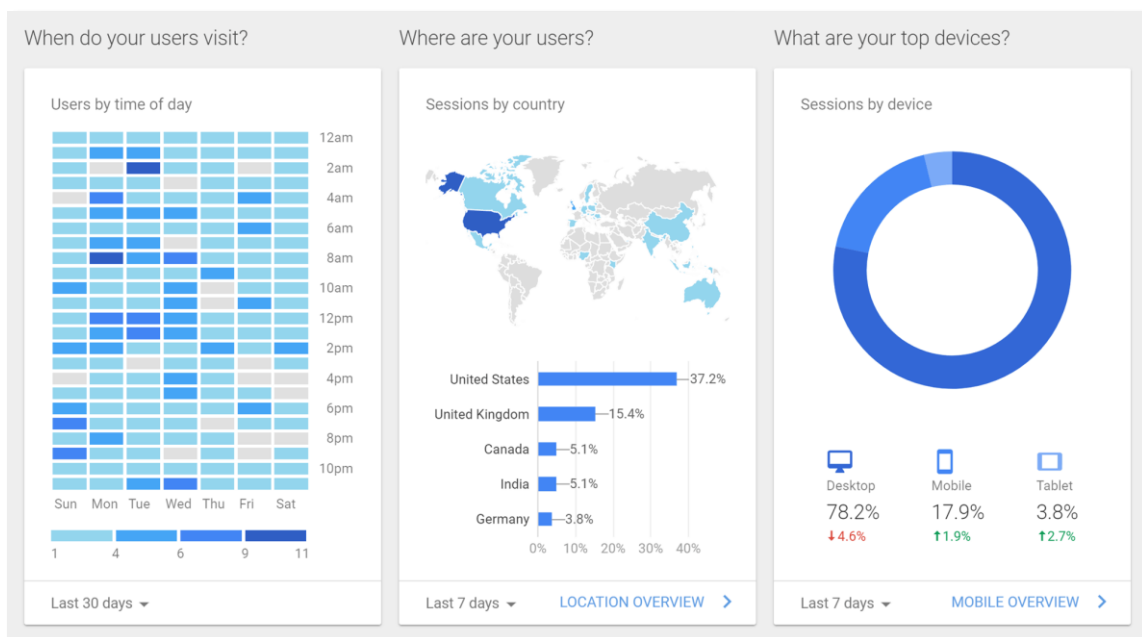 When do your users visit?
Users by time of day
12am
2am
4am
6am
8am
10am
12pm
2pm
4pm
6pm
8pm
10pm
Sun Mon Tue Wed Thu Fri Sat
1 4 6 9 11
Last 30 days
Where are your users?
Sessions by country
United States 37.2%
United Kingdom 15.4%
Canada 5.1%
India 5.1%
Germany 3.8%
0% 10% 20% 30% 40%
Last 7 days LOCATION OVERVIEW
What are your top devices?
Sessions by device
Desktop Mobile Tablet
78.2% 17.9% 3.8%
4.6% 1.9% 2.7%
Last 7 days MOBILE OVERVIEW